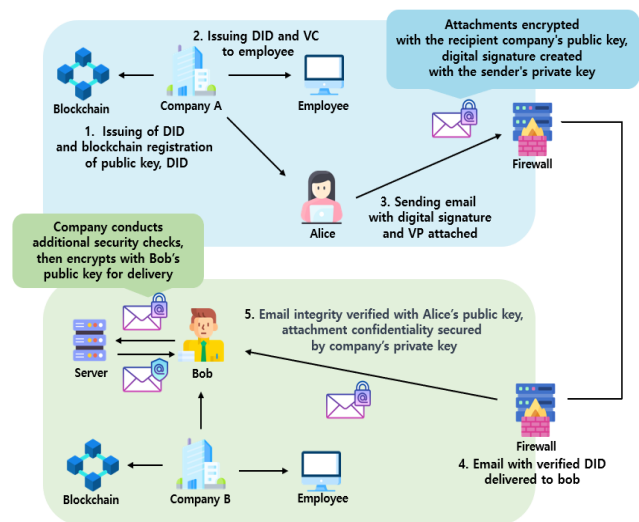 Attachments encrypted
with the recipient company's public key,
digital signature created
with the sender's private key
2. Issuing DID and VC
to employee
Blockchain
Company A
Employee
1. Issuing of DID
and blockchain registration
of public key, DID
Firewall
Alice
3. Sending email
with digital signature
and VP attached
Company conducts
additional security checks,
then encrypts with Bob's
public key for delivery
5. Email integrity verified with Alice's public key,
attachment confidentiality secured
by company's private key
Server
Bob
Firewall
4. Email with verified DID
delivered to bob
Blockchain
Company B
Employee